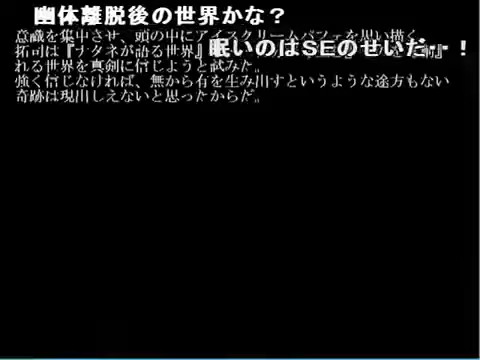 幽体離脱後の世界かな？
意識を集中させ、頭の中にアイスクリームパフェを思い描く。
拓司は『ナタネが語る世界』
眠いのはSEのせいだ･･！
れる世界を真剣に信じようと試みた。
強く信じなければ、無から有を生み出すというような途方もない
奇跡は現出しえないと思ったからだ。